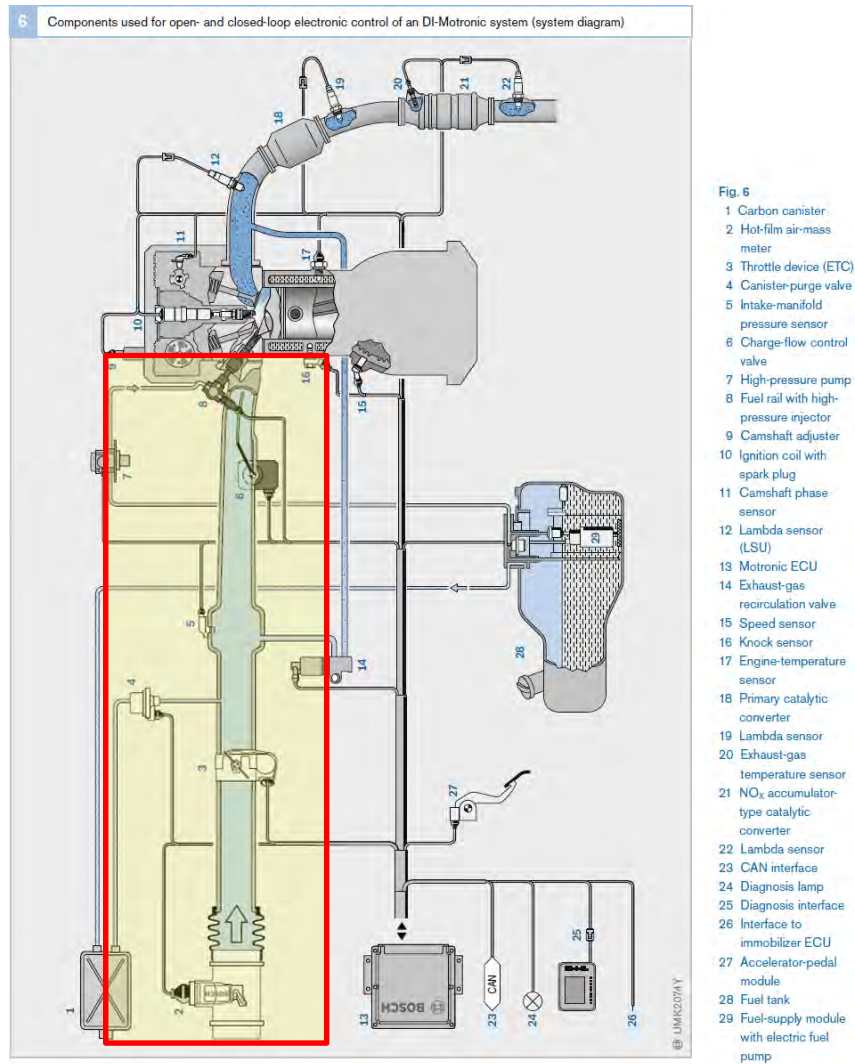 6 Components used for open- and closed-loop electronic control of an DI-Motronic system (system diagram)
19
20
21
22
18
12
11
17
10
9
16
15
8
7
6
29
5
14
28
4
3
27
25
1
2
13
BOSCH
BOSCH
CAN
23
24
26
© UMK2074Y
Fig. 6
1 Carbon canister
2 Hot-film air-mass
meter
3 Throttle device (ETC)
4 Canister-purge valve
5 Intake-manifold
pressure sensor
6 Charge-flow control
valve
7 High-pressure pump
8 Fuel rail with high-
pressure injector
9 Camshaft adjuster
10 Ignition coil with
spark plug
11 Camshaft phase
sensor
12 Lambda sensor
(LSU)
13 Motronic ECU
14 Exhaust-gas
recirculation valve
15 Speed sensor
16 Knock sensor
17 Engine-temperature
sensor
18 Primary catalytic
converter
19 Lambda sensor
20 Exhaust-gas
temperature sensor
21 NOX accumulator-
type catalytic
converter
22 Lambda sensor
23 CAN interface
24 Diagnosis lamp
25 Diagnosis interface
26 Interface to
immobilizer ECU
27 Accelerator-pedal
module
28 Fuel tank
29 Fuel-supply module
with electric fuel
pump